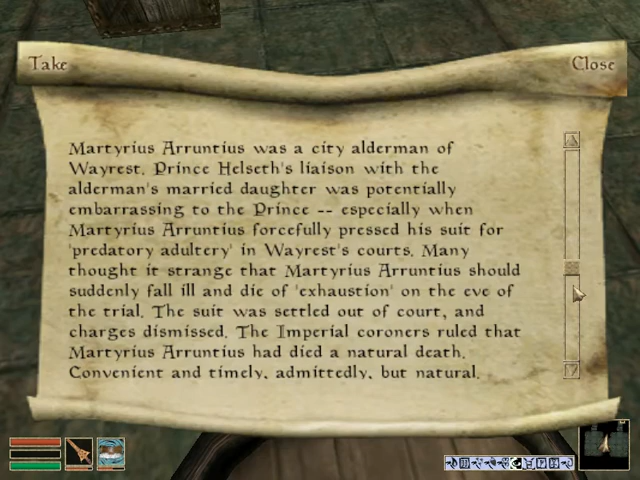 Take
Close
Martyrius Arruntius was a city alderman of
Wayrest. Prince Helseth's liaison with the
alderman's married daughter was potentially
embarrassing to the Prince -- especially when
Martyrius Arruntius forcefully pressed his suit for
'predatory adultery' in Wayrest's courts. Many
thought it strange that Martyrius Arruntius should
suddenly fall ill and die of 'exhaustion' on the eve of
the trial. The suit was settled out of court, and
charges dismissed. The Imperial coroners ruled that
Martyrius Arruntius had died a natural death.
Convenient and timely, admittedly, but natural.